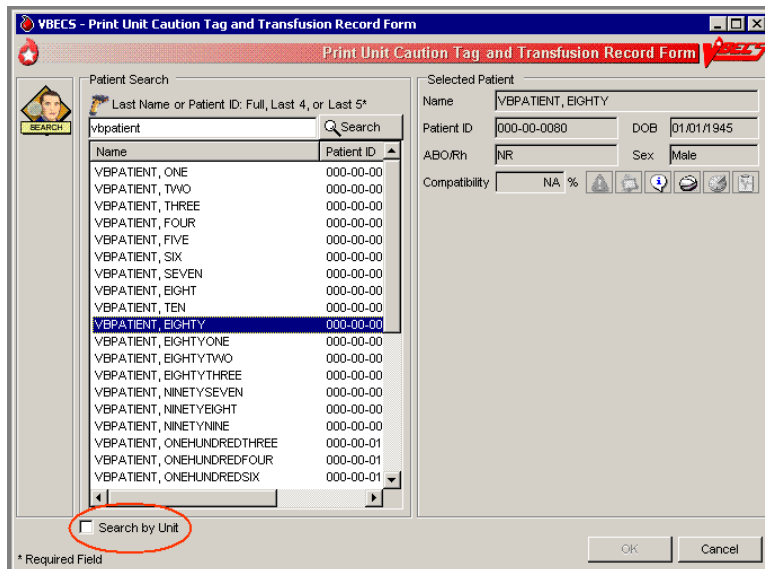 VBECS - Print Unit Caution Tag and Transfusion Record Form
Print Unit Caution Tag and Transfusion Record Form
VBECS
SEARCH
Patient Search
Last Name or Patient ID: Full, Last 4, or Last 5*
vbpatient
Search
Name Patient ID
VBPATIENT, ONE 000-00-00
VBPATIENT, TWO 000-00-00
VBPATIENT, THREE 000-00-00
VBPATIENT, FOUR 000-00-00
VBPATIENT, FIVE 000-00-00
VBPATIENT, SIX 000-00-00
VBPATIENT, SEVEN 000-00-00
VBPATIENT, EIGHT 000-00-00
VBPATIENT, TEN 000-00-00
VBPATIENT, EIGHTY 000-00-00
VBPATIENT, EIGHTYONE 000-00-00
VBPATIENT, EIGHTYTWO 000-00-00
VBPATIENT, EIGHTYTHREE 000-00-00
VBPATIENT, NINETYSEVEN 000-00-00
VBPATIENT, NINETYEIGHT 000-00-00
VBPATIENT, NINETYNINE 000-00-00
VBPATIENT, ONEHUNDREDTHREE 000-00-01
VBPATIENT, ONEHUNDREDFOUR 000-00-01
VBPATIENT, ONEHUNDREDSIX 000-00-01
Search by Unit
* Required Field
Selected Patient
Name VBPATIENT, EIGHTY
Patient ID 000-00-0080 DOB 01/01/1945
ABO/Rh NR Sex Male
Compatibility NA %
OK Cancel